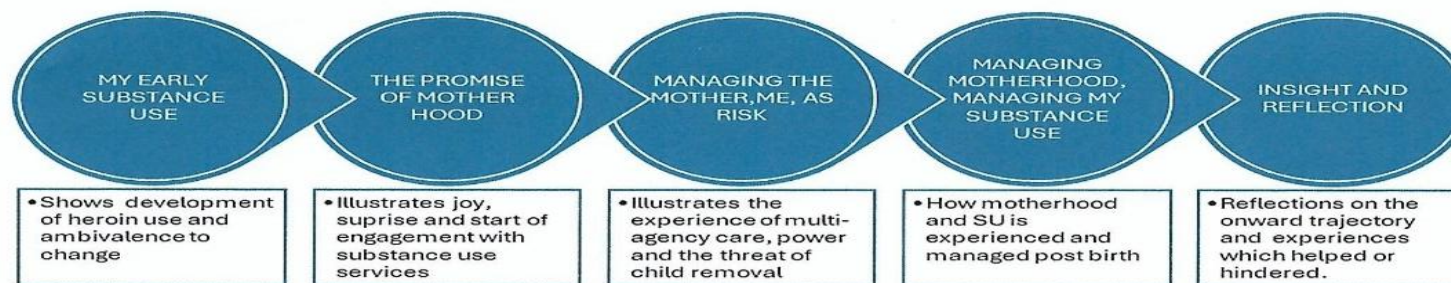 MY EARLY
SUBSTANCE
USE
THE PROMISE
OF MOTHER
HOOD
MANAGING THE
MOTHER,ME, AS
RISK
MANAGING
MOTHERHOOD,
MANAGING MY
SUBSTANCE
USE
INSIGHT AND
REFLECTION
•Shows development
of heroin use and
ambivalence to
change
•Illustrates joy,
suprise and start of
engagement with
substance use
services
•Illustrates the
experience of multi-
agency care, power
and the threat of
child removal
•How motherhood
and SU is
experienced and
managed post birth
•Reflections on the
onward trajectory
and experiences
which helped or
hindered.